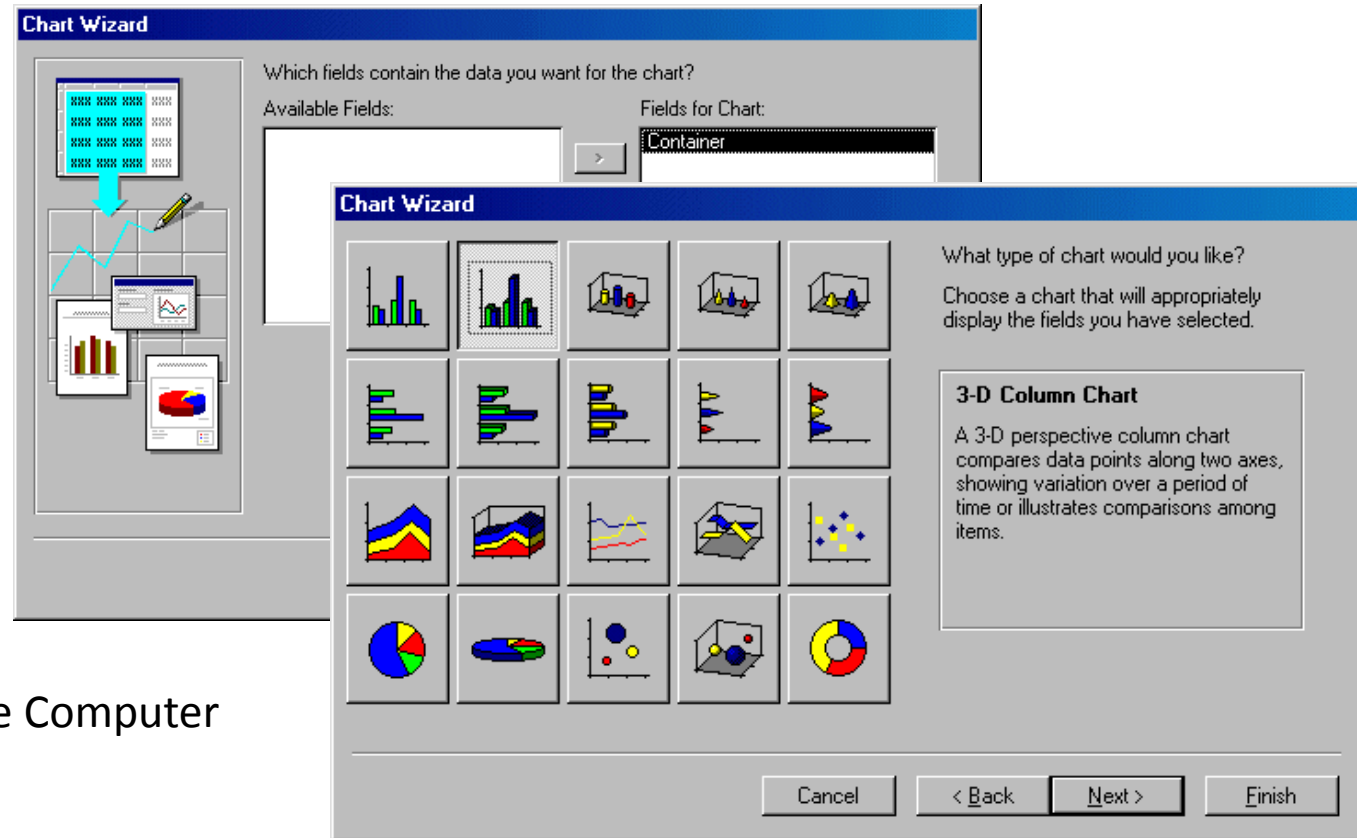 Chart Wizard
Which fields contain the data you want for the chart?
Available Fields:
Fields for Chart:
>
Container
Chart Wizard
What type of chart would you like?
Choose a chart that will appropriately
display the fields you have selected.
3-D Column Chart
A 3-D perspective column chart
compares data points along two axes,
showing variation over a period of
time or illustrates comparisons among
items.
e Computer
Cancel
< Back
Next >
Finish